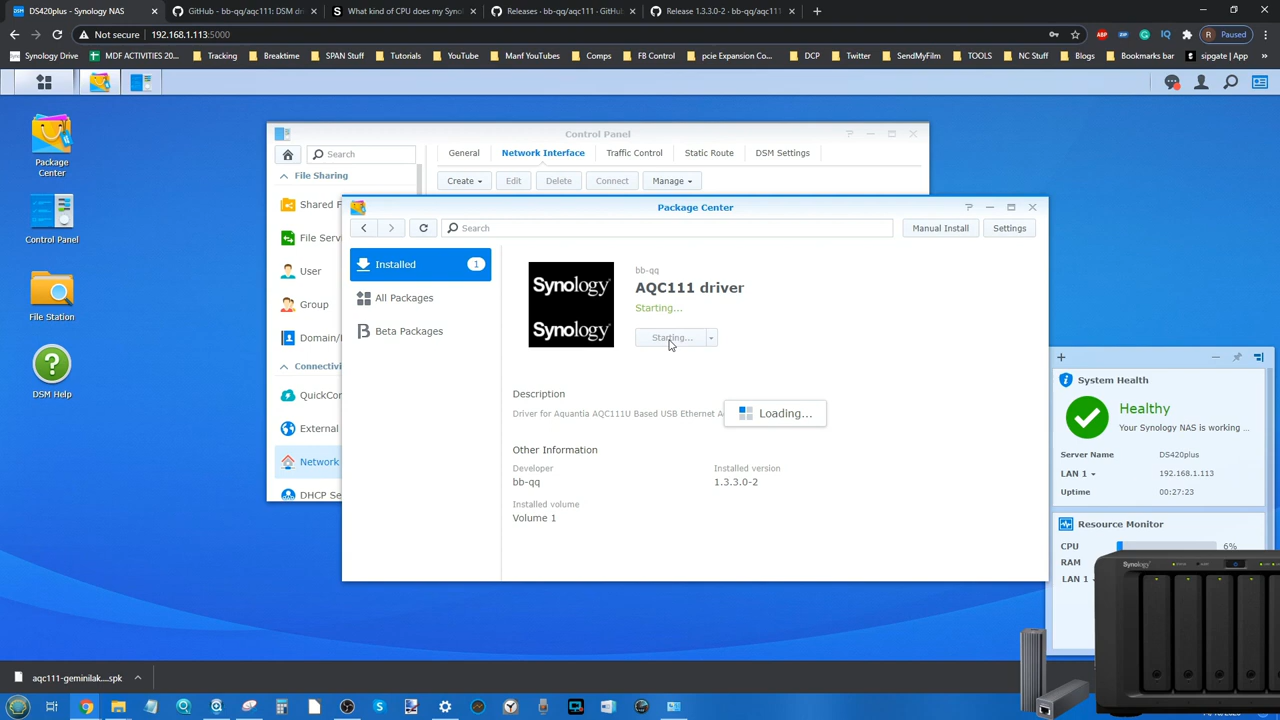 DS420plus - Synology NAS
GitHub - bb-qq/aqc111: DSM dri
What kind of CPU does my Syno
Releases · bb-qq/aqc111 · GitHub
Release 1.3.3.0-2 · bb-qq/aqc111
Not secure 192.168.1.113:5000
Paused
Synology Drive
MDF ACTIVITIES 20...
Tracking
Breaktime
SPAN Stuff
Tutorials
YouTube
Manf Youtubes
Comps
FB Control
pcie Expansion Co...
DCP
Twitter
SendMyFilm
TOOLS
NC Stuff
Blogs
Bookmarks bar
sipgate | App
Package
Center
Control Panel
File Station
DSM Help
Control Panel
Search
General
Network Interface
Traffic Control
Static Route
DSM Settings
Create
Edit
Delete
Connect
Manage
File Sharing
Shared F
File Serv
User
Group
Domain/
Connectivi
QuickCon
External
Network
DHCP Se
Package Center
Search
Manual Install
Settings
Installed 1
All Packages
Beta Packages
Synology
Synology
bb-qq
AQC111 driver
Starting...
Starting...
Description
Driver for Aquantia AQC111U Based USB Ethernet A
Loading...
Other Information
Developer
bb-qq
Installed version
1.3.3.0-2
Installed volume
Volume 1
System Health
Healthy
Your Synology NAS is working ...
Server Name DS420plus
LAN 1 192.168.1.113
Uptime 00:27:23
Resource Monitor
CPU 6%
RAM
LAN 1
Synology
aqc111-geminilak....spk